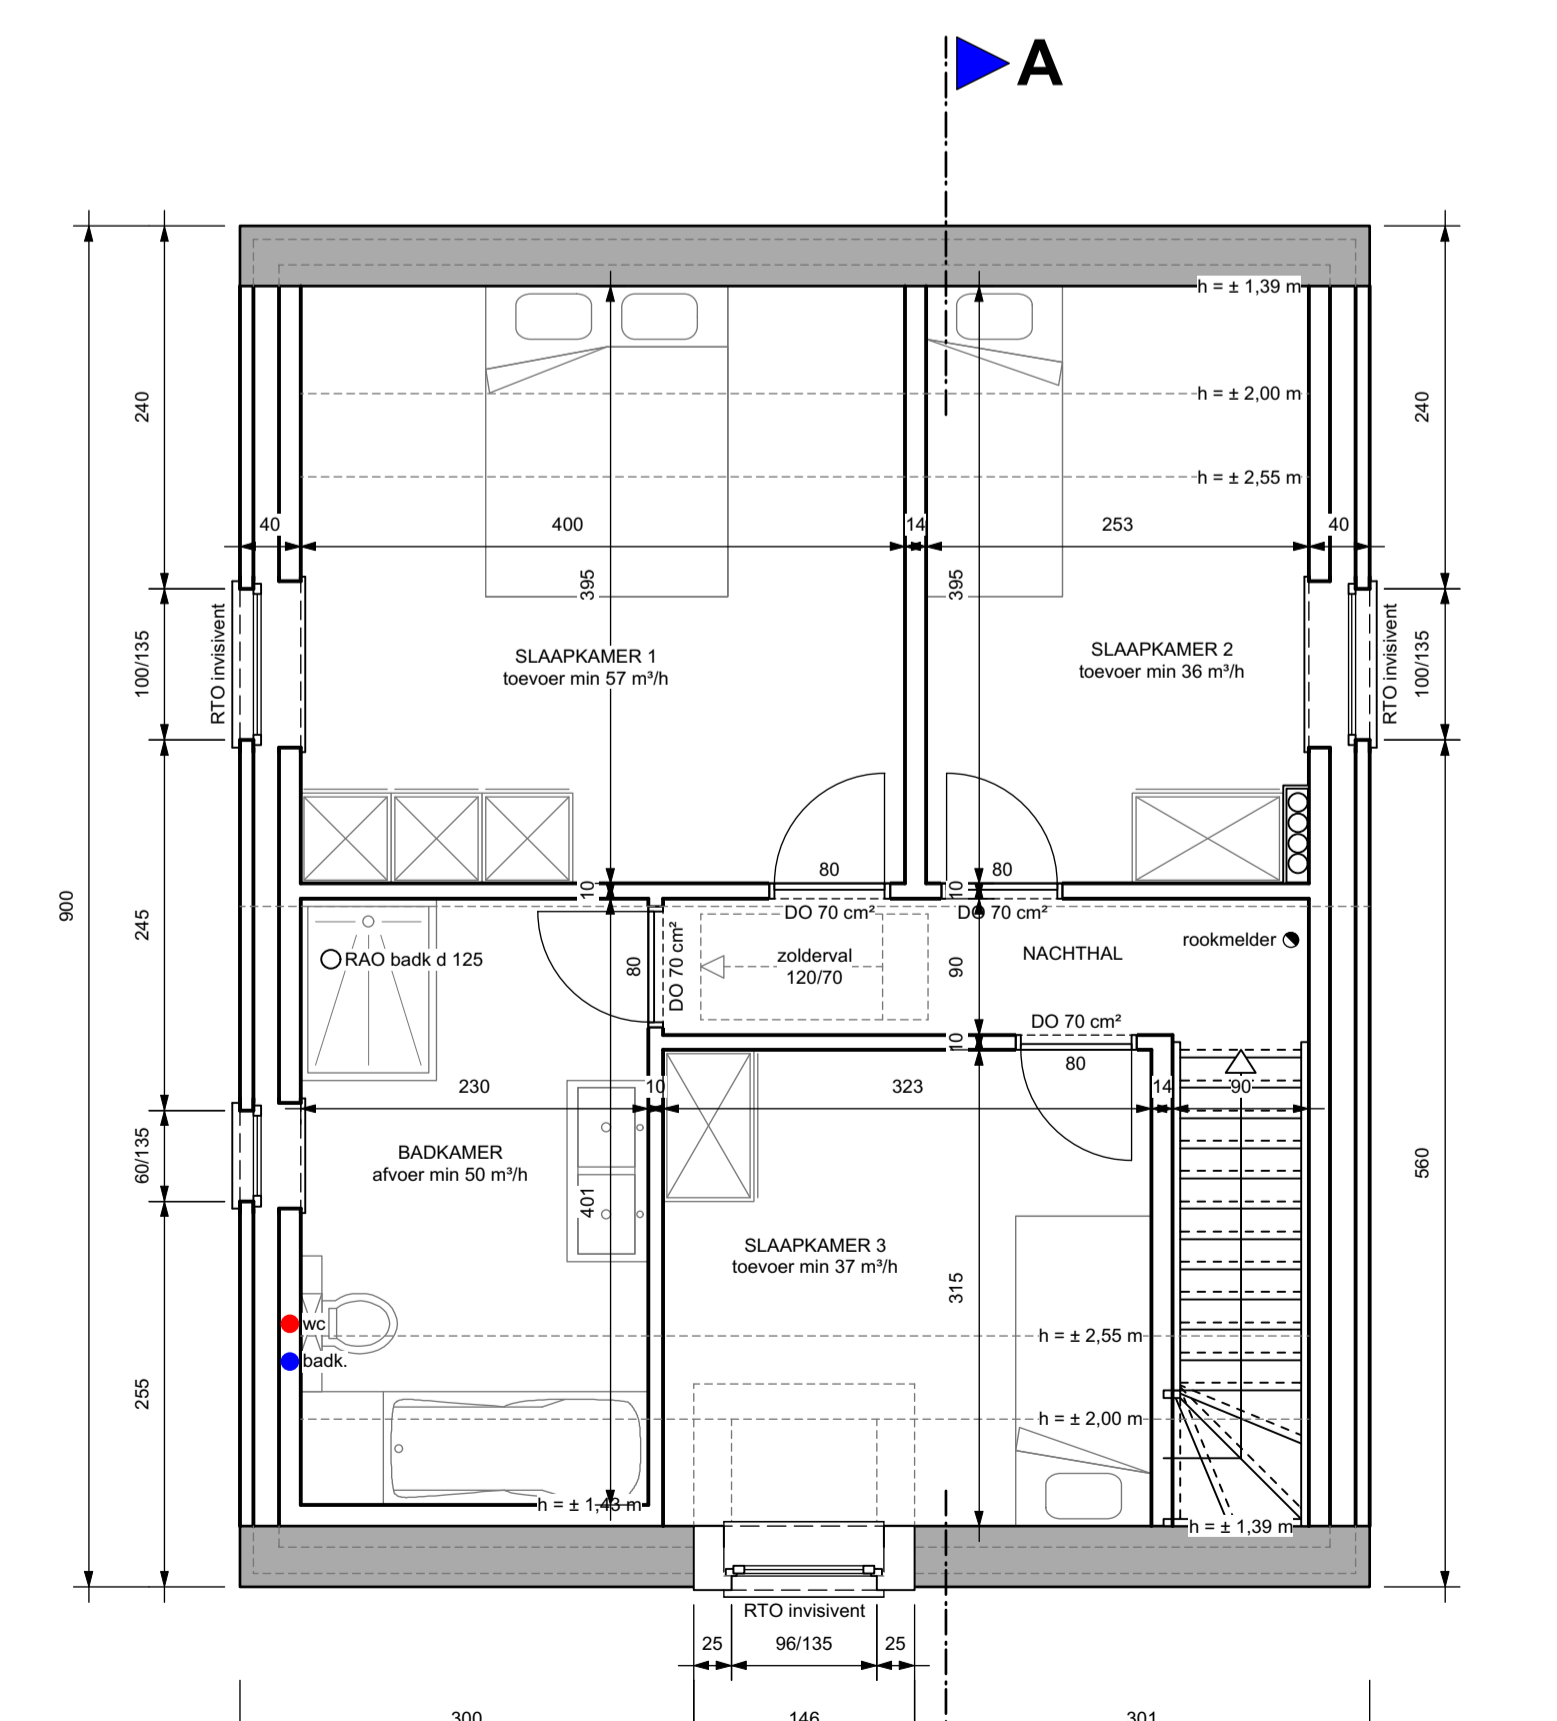 A
h = ± 1,39 m
h = ± 2,00 m
h = ± 2,55 m
240
240
40
400
14
253
40
395
395
RTO invisivent
100/135
SLAAPKAMER 1
toevoer min 57 m³/h
SLAAPKAMER 2
toevoer min 36 m³/h
RTO invisivent
100/135
80
80
10
10
900
245
DO 70 cm²
DO 70 cm²
RAO badk d 125
80
DO 70 cm²
zolderval
120/70
90
NACHTHAL
rookmelder
DO 70 cm²
10
80
230
10
323
14
90
60/135
BADKAMER
afvoer min 50 m³/h
401
560
SLAAPKAMER 3
toevoer min 37 m³/h
315
wc
badk.
h = ± 2,55 m
255
h = ± 2,00 m
h = ± 1,43 m
h = ± 1,39 m
RTO invisivent
25
96/135
25
300
146
301